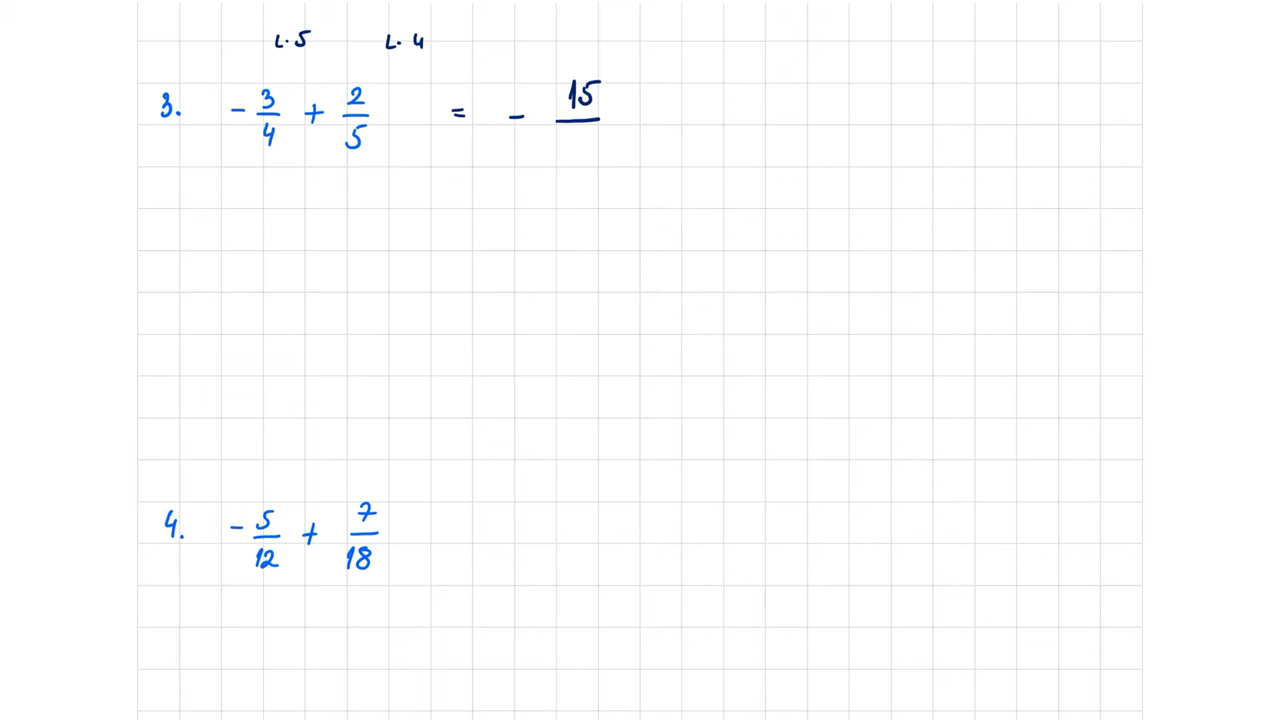 L.5 L.4
3. - 3/4 + 2/5 = - 15/
4. - 5/12 + 7/18